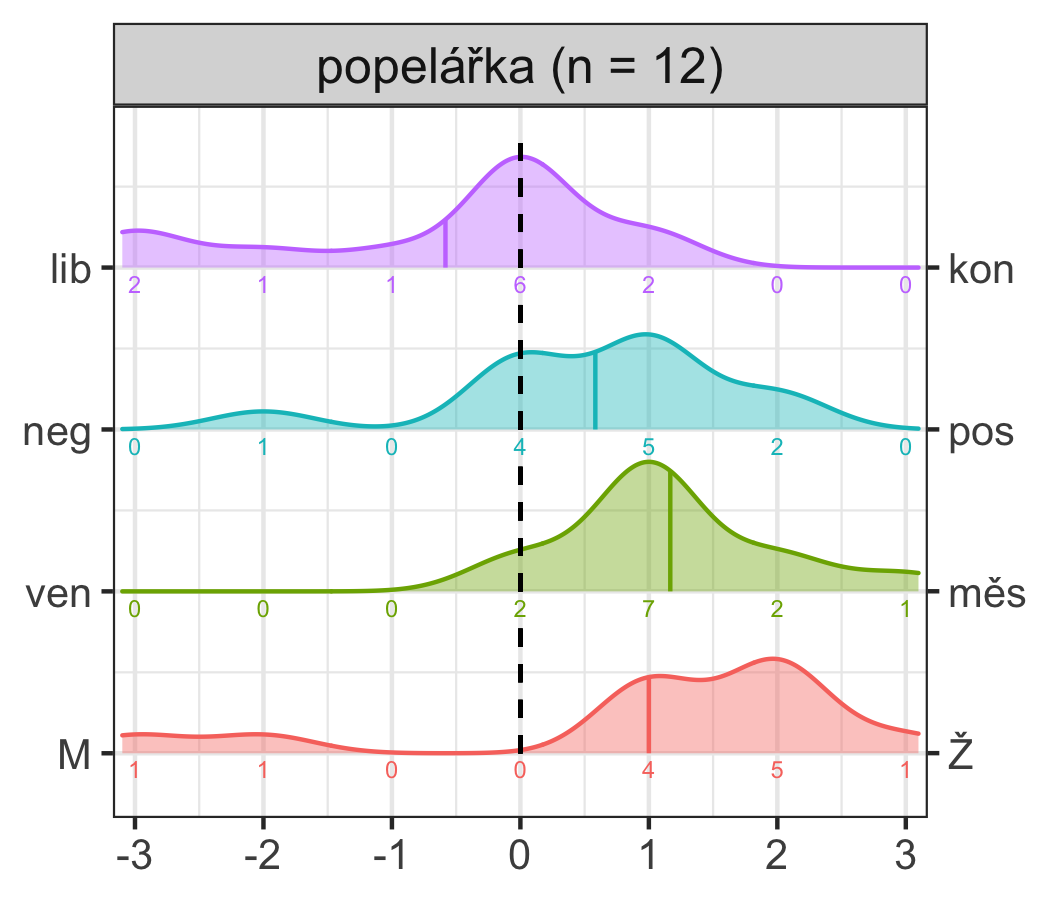 popelářka (n = 12)
lib kon
2 1 1 6 2 0 0
neg pos
0 1 0 4 5 2 0
ven měs
0 0 0 2 7 2 1
M Ž
1 1 0 0 4 5 1
-3 -2 -1 0 1 2 3